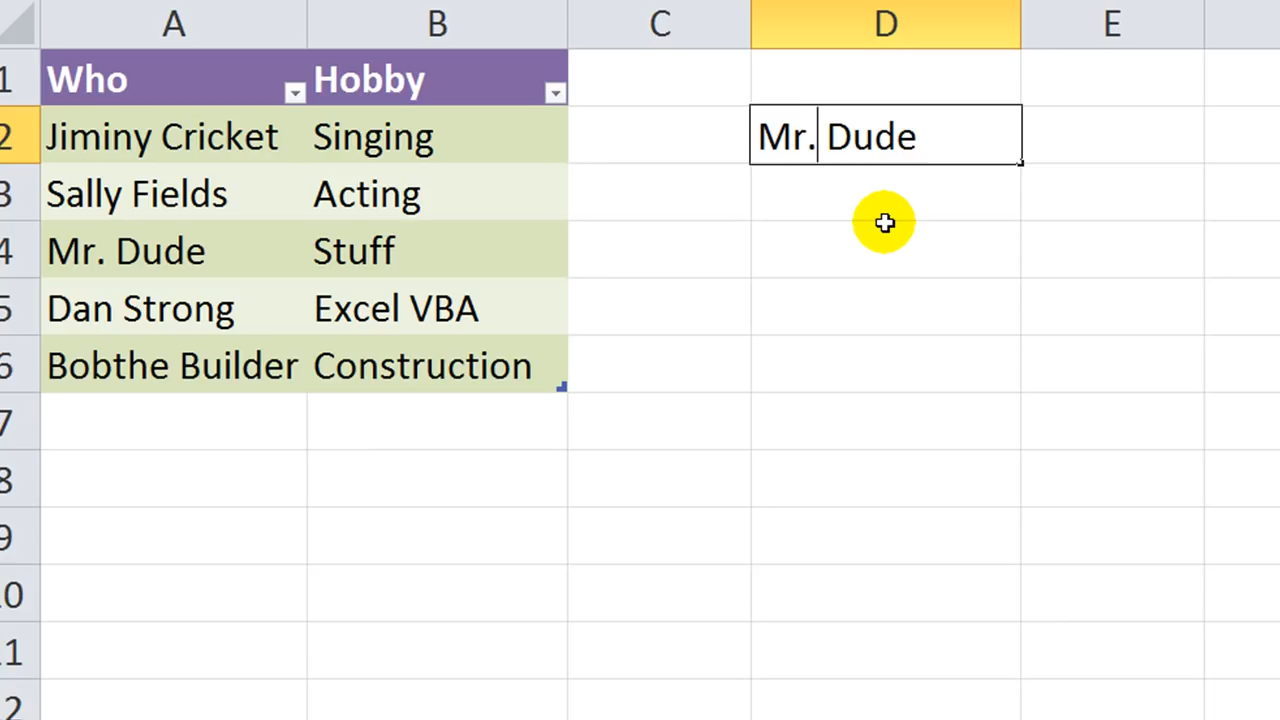 A B C D E
1 Who Hobby
2 Jiminy Cricket Singing Mr. Dude
3 Sally Fields Acting
4 Mr. Dude Stuff
5 Dan Strong Excel VBA
6 Bobthe Builder Construction
7
8
9
10
11
2